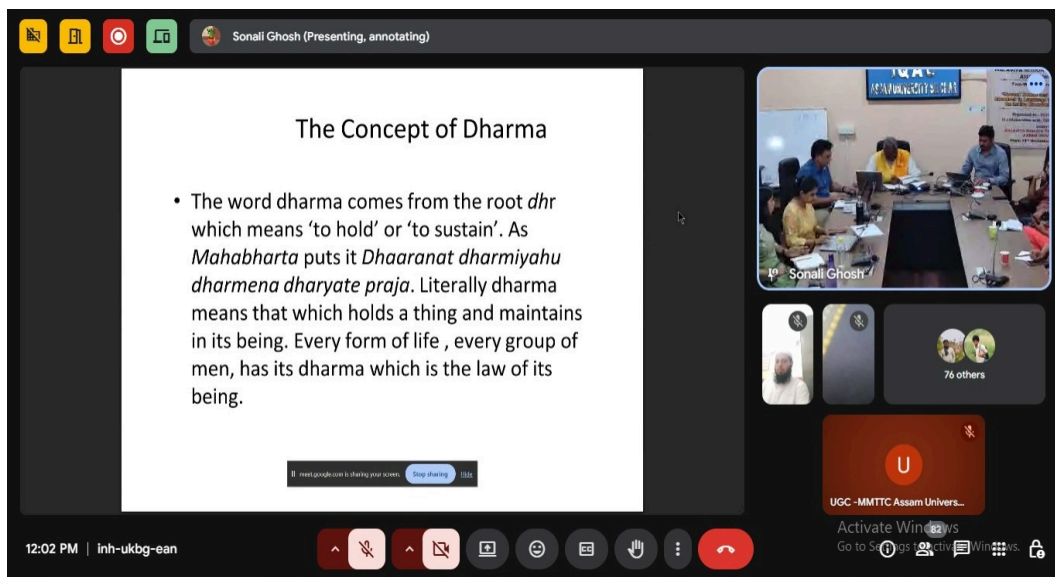 Sonali Ghosh (Presenting, annotating)
The Concept of Dharma
• The word dharma comes from the root dhr
which means ‘to hold’ or ‘to sustain’. As
Mahabharta puts it Dhaaranat dharmiyahu
dharmena dharyate praja. Literally dharma
means that which holds a thing and maintains
in its being. Every form of life , every group of
men, has its dharma which is the law of its
being.
meet.google.com is sharing your screen.
Stop sharing
Hide
ASSAM UNIVERSITY
Sonali Ghosh
76 others
U
UGC -MMTTC Assam Univers...
Activate Windows
Go to Settings to activate Windows.
82
12:02 PM | inh-ukbg-ean
CC